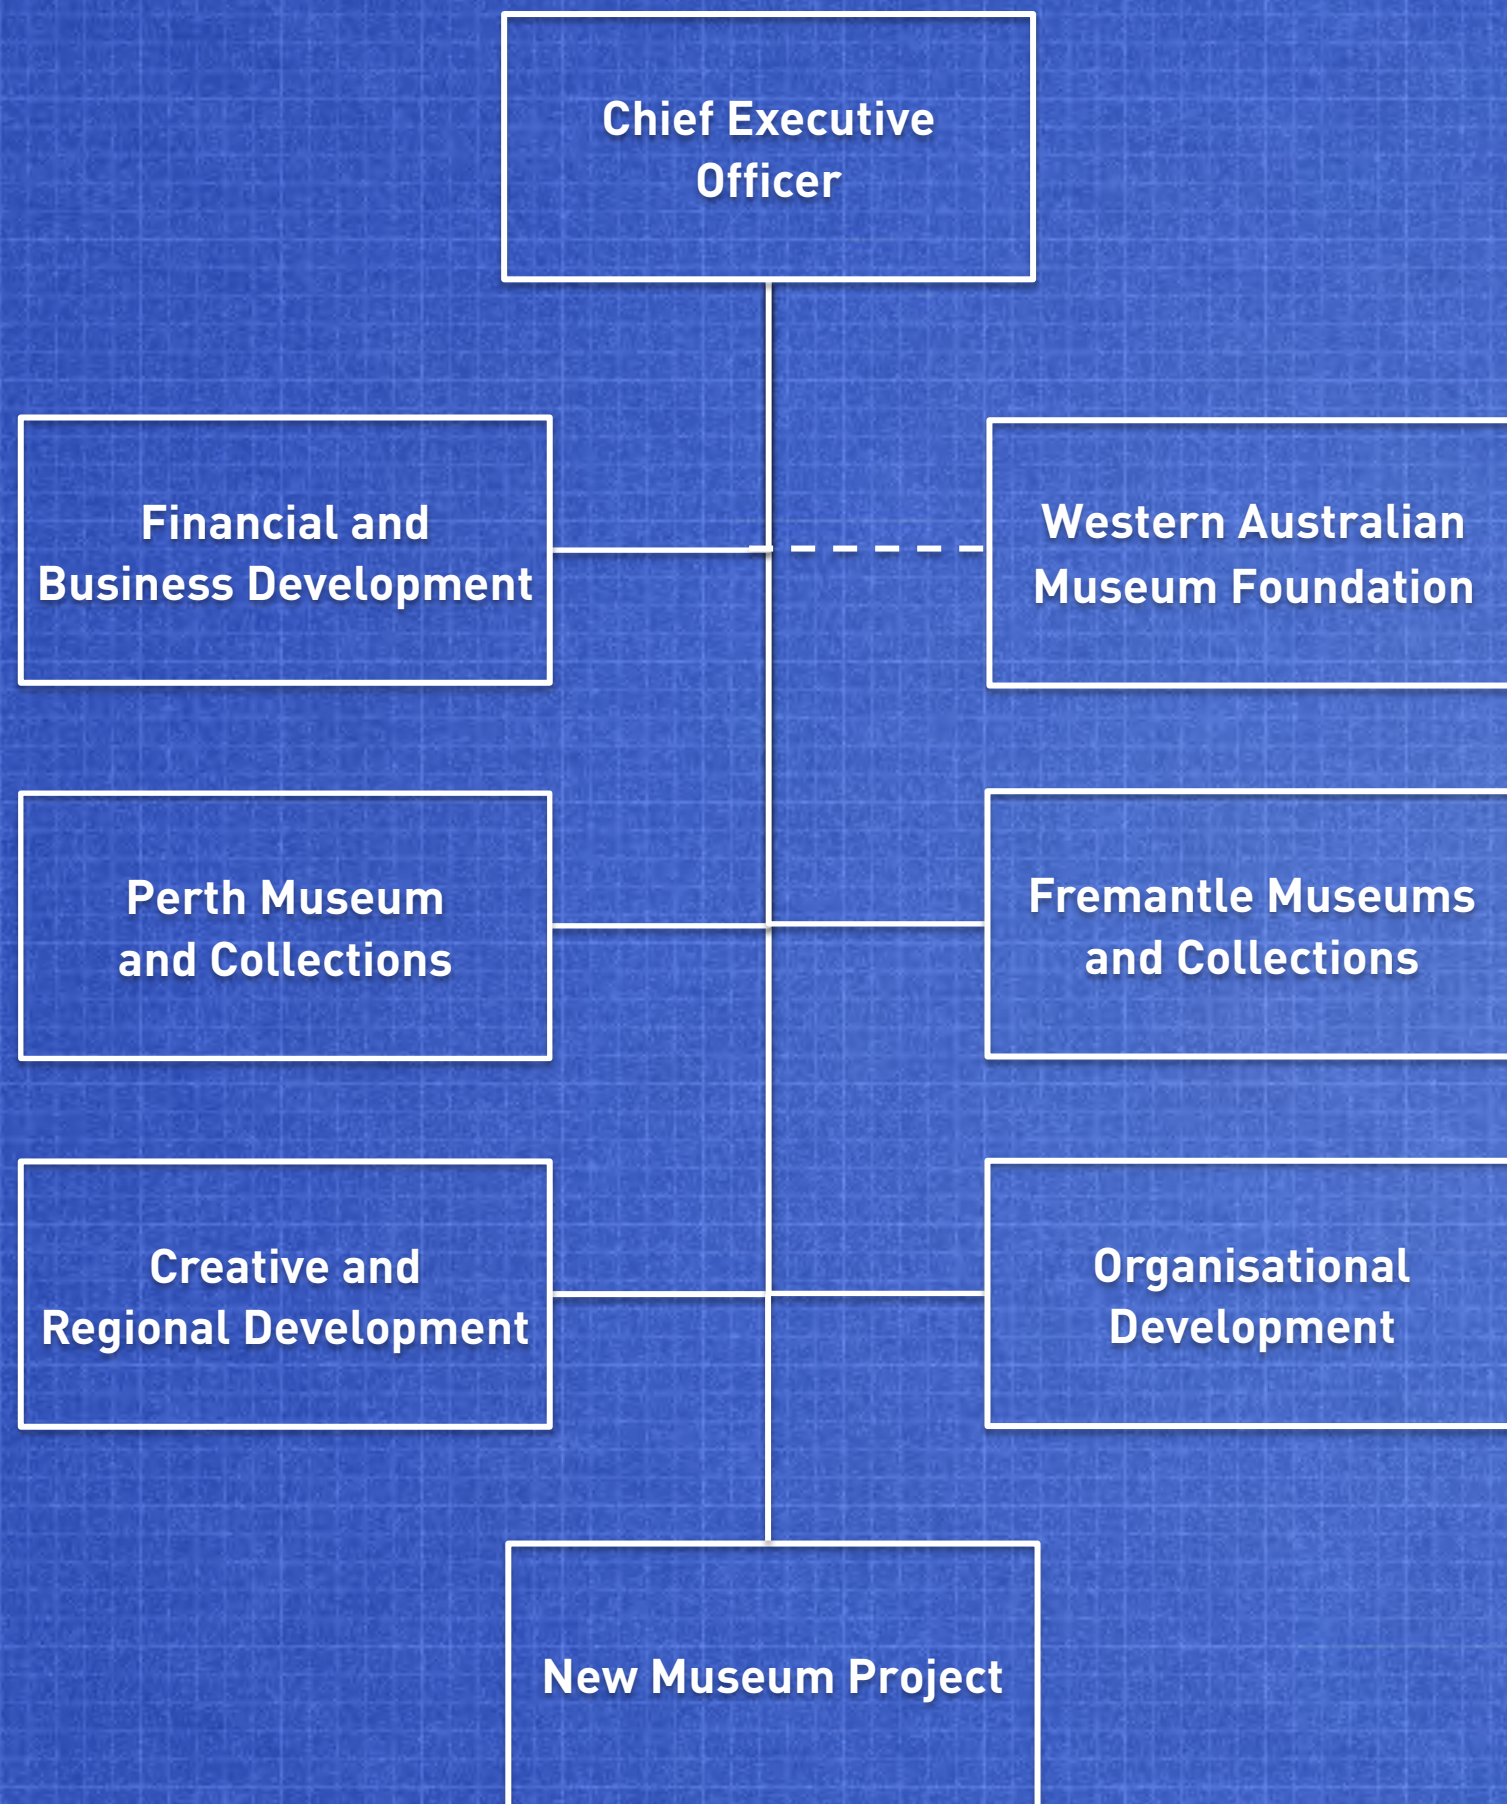 Chief Executive
Officer
Financial and
Business Development
Western Australian
Museum Foundation
Perth Museum
and Collections
Fremantle Museums
and Collections
Creative and
Regional Development
Organisational
Development
New Museum Project